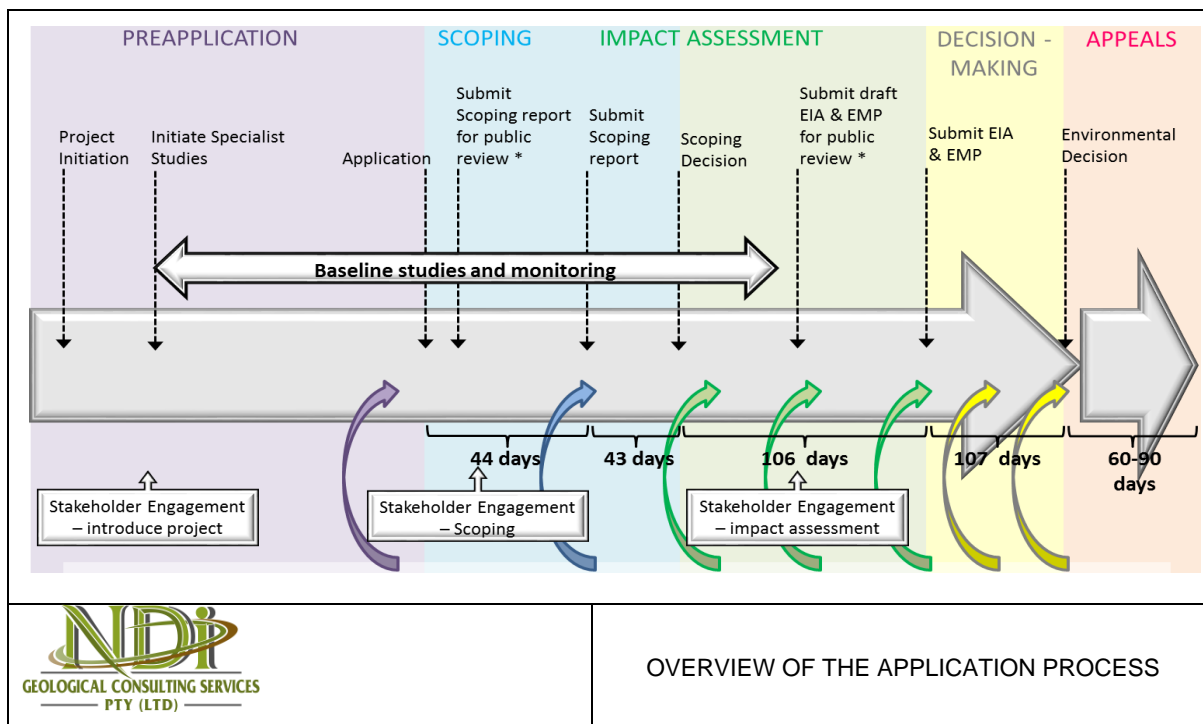 PREAPPLICATION
SCOPING
IMPACT ASSESSMENT
DECISION -
MAKING
APPEALS
Project
Initiation
Initiate Specialist
Studies
Application
Submit
Scoping report
for public
review *
Submit
Scoping
report
Scoping
Decision
Submit draft
EIA & EMP
for public
review *
Submit EIA
& EMP
Environmental
Decision
Baseline studies and monitoring
44 days
43 days
106 days
107 days
60-90
days
Stakeholder Engagement
– introduce project
Stakeholder Engagement
– Scoping
Stakeholder Engagement
– impact assessment
NDi
GEOLOGICAL CONSULTING SERVICES
PTY (LTD)
OVERVIEW OF THE APPLICATION PROCESS